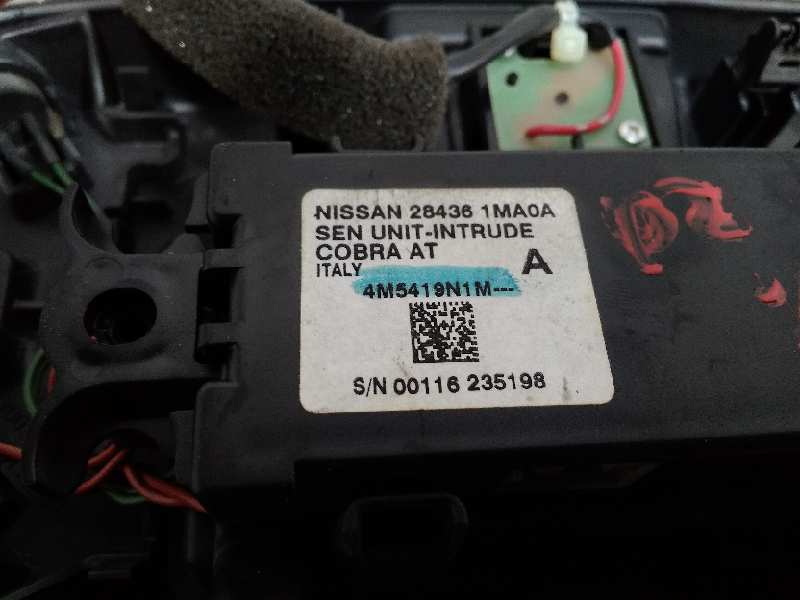 NISSAN 28436 1MA0A
SEN UNIT-INTRUDE
COBRA AT
ITALY A
4M5419N1M---
S/N 00116 235198